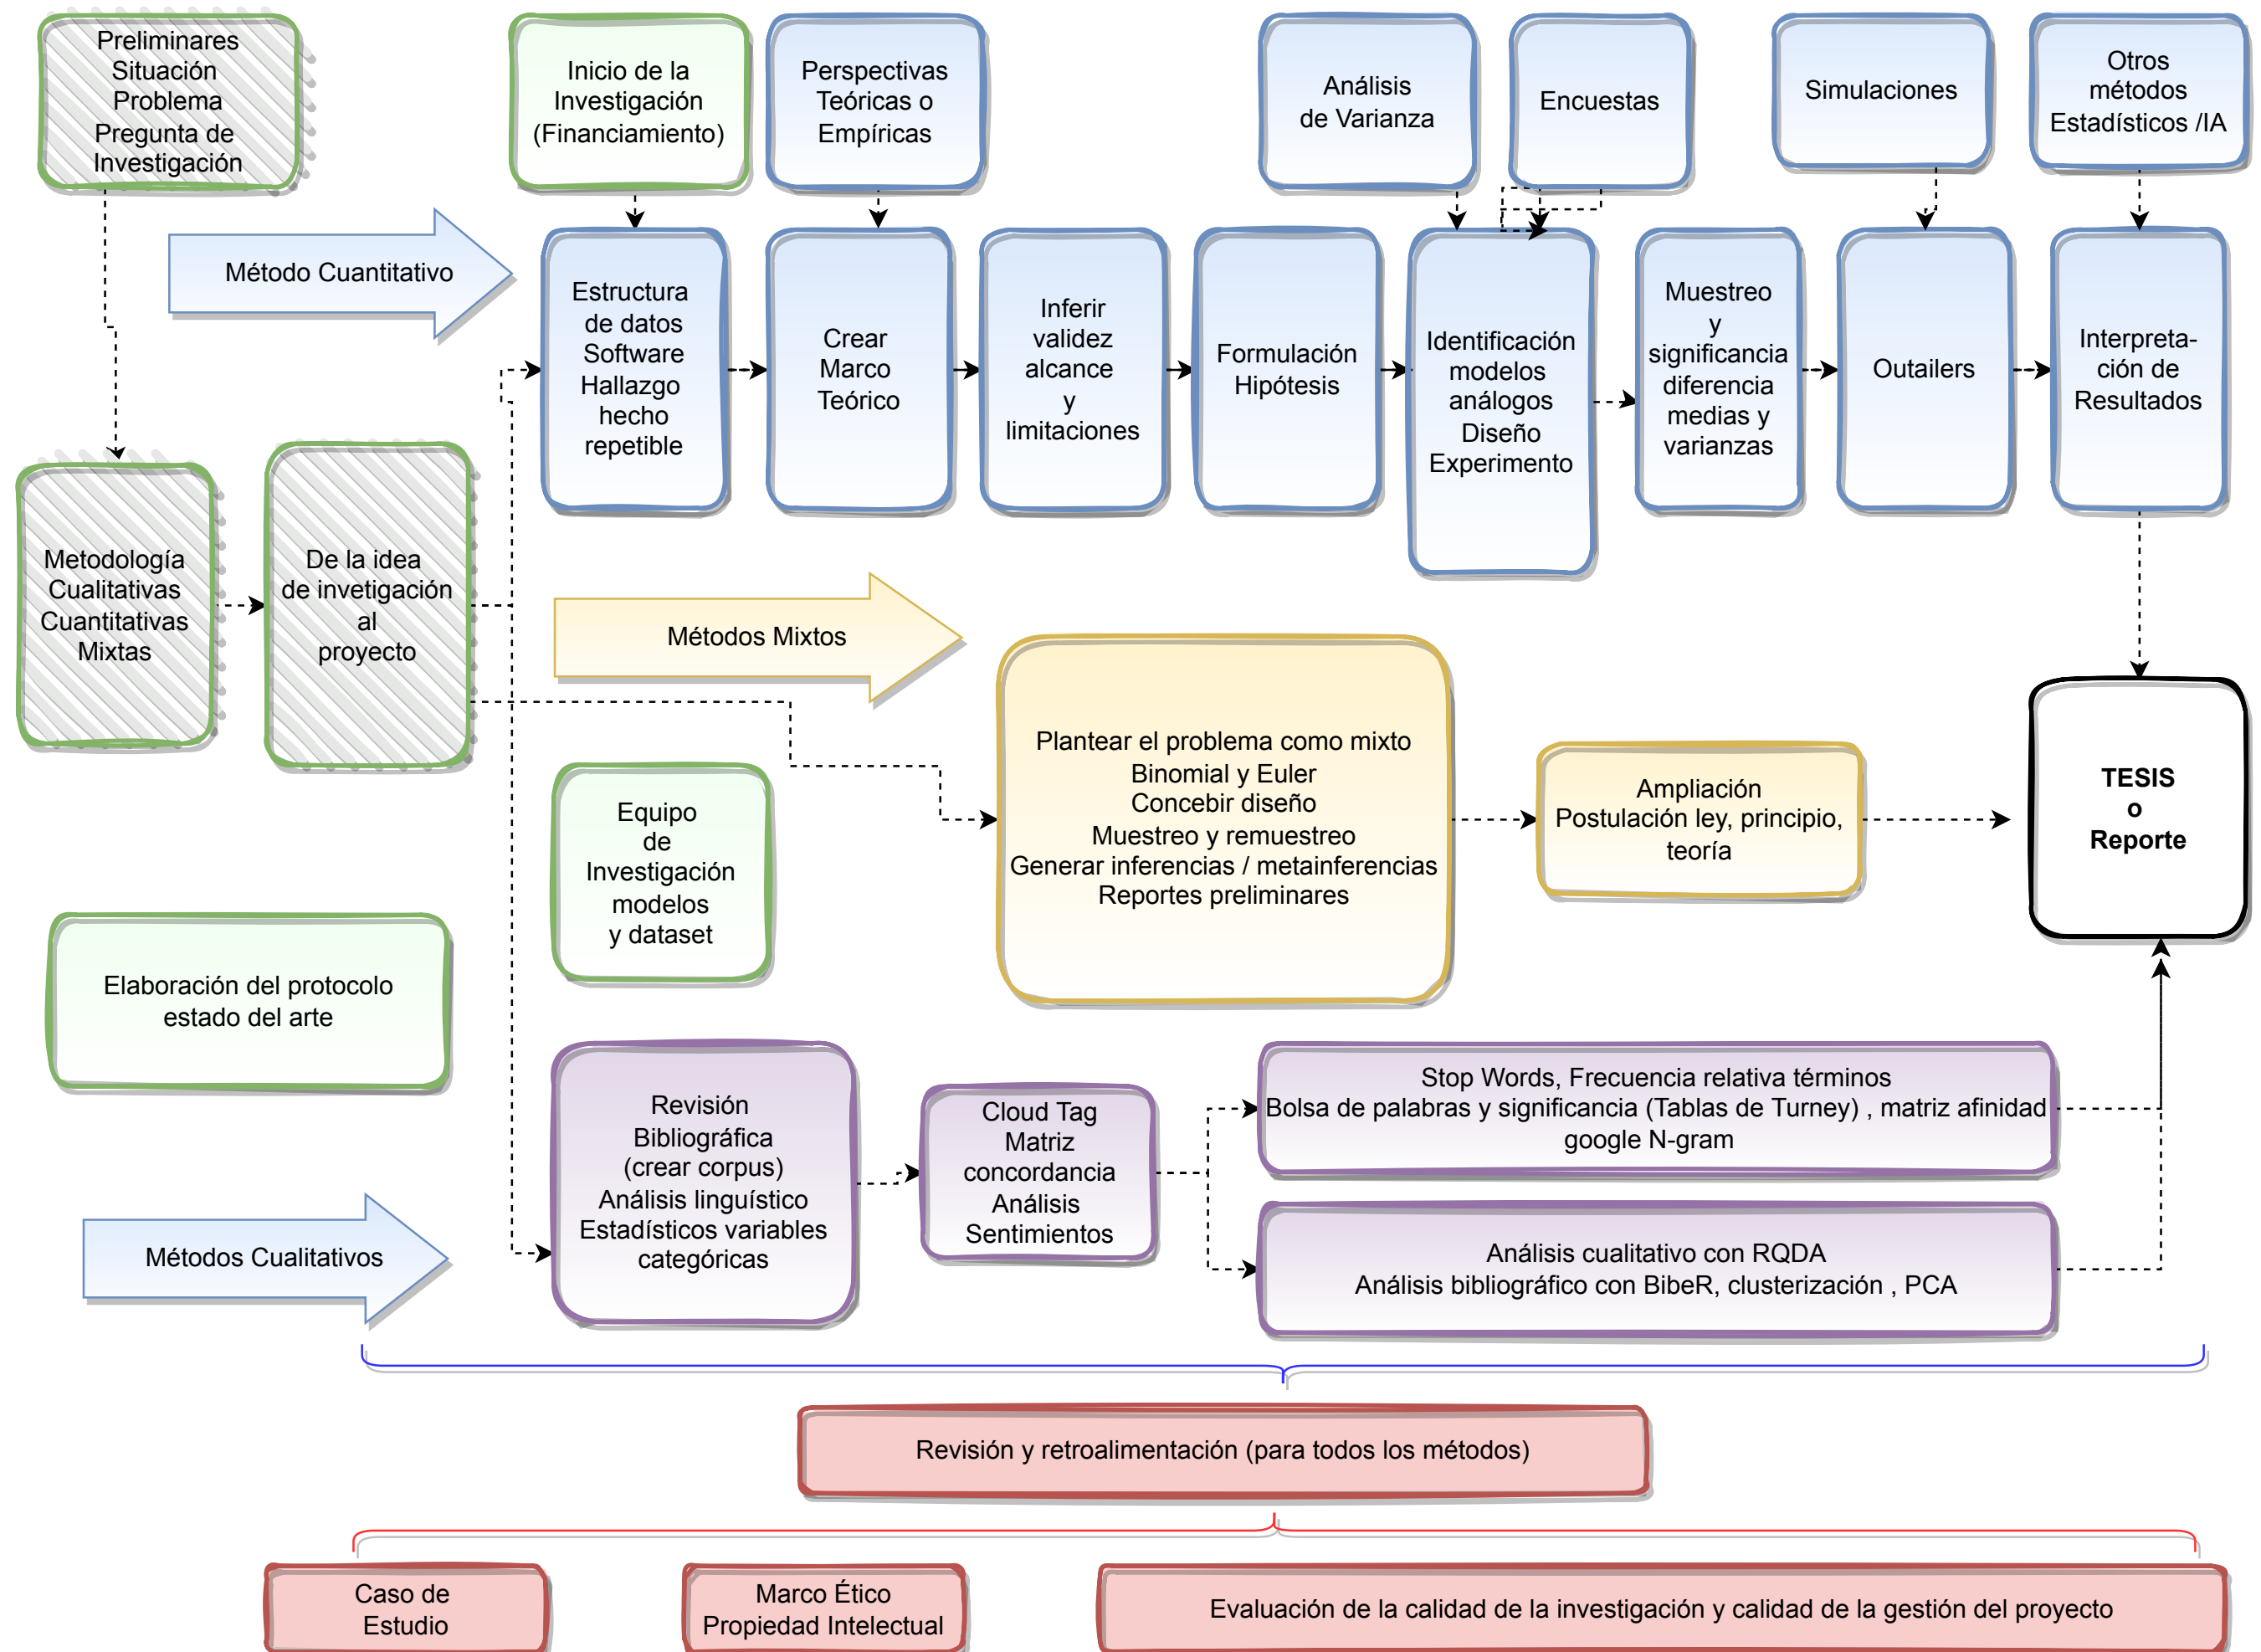 Preliminares
Situación
Problema
Pregunta de
Investigación
Inicio de la
Investigación
(Financiamiento)
Perspectivas
Teóricas o
Empíricas
Análisis
de Varianza
Encuestas
Simulaciones
Otros
métodos
Estadísticos /IA
Método Cuantitativo
Estructura
de datos
Software
Hallazgo
hecho
repetible
Crear
Marco
Teórico
Inferir
validez
alcance
y
limitaciones
Formulación
Hipótesis
Identificación
modelos
análogos
Diseño
Experimento
Muestreo
y
significancia
diferencia
medias y
varianzas
Outailers
Interpreta-
ción de
Resultados
Metodología
Cualitativas
Cuantitativas
Mixtas
De la idea
de invetigación
al
proyecto
Métodos Mixtos
Plantear el problema como mixto
Binomial y Euler
Concebir diseño
Muestreo y remuestreo
Generar inferencias / metainferencias
Reportes preliminares
Ampliación
Postulación ley, principio,
teoría
TESIS
o
Reporte
Equipo
de
Investigación
modelos
y dataset
Elaboración del protocolo
estado del arte
Métodos Cualitativos
Revisión
Bibliográfica
(crear corpus)
Análisis linguístico
Estadísticos variables
categóricas
Cloud Tag
Matriz
concordancia
Análisis
Sentimientos
Stop Words, Frecuencia relativa términos
Bolsa de palabras y significancia (Tablas de Turney) , matriz afinidad
google N-gram
Análisis cualitativo con RQDA
Análisis bibliográfico con BibeR, clusterización , PCA
Revisión y retroalimentación (para todos los métodos)
Caso de
Estudio
Marco Ético
Propiedad Intelectual
Evaluación de la calidad de la investigación y calidad de la gestión del proyecto